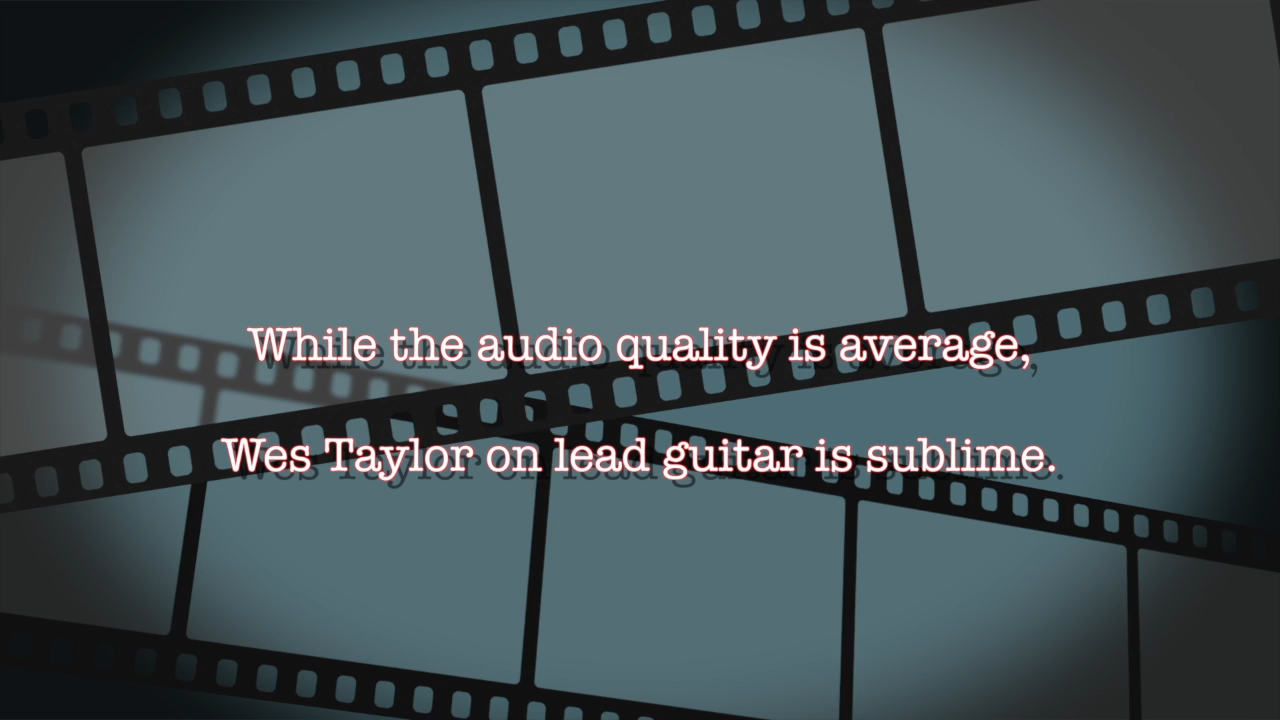 While the audio quality is average,
Wes Taylor on lead guitar is sublime.